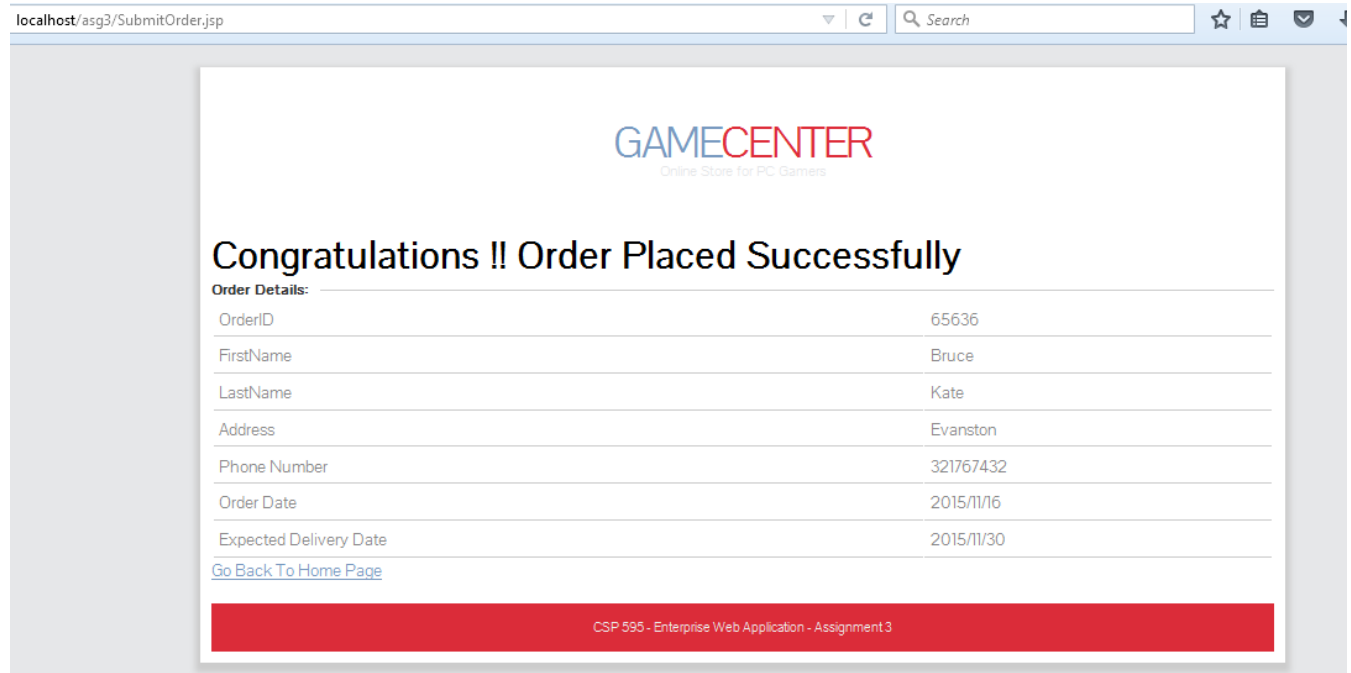 localhost/asg3/SubmitOrder.jsp Search
GAMECENTER
Online Store for PC Gamers
Congratulations !! Order Placed Successfully
Order Details:
OrderID 65636
FirstName Bruce
LastName Kate
Address Evanston
Phone Number 321767432
Order Date 2015/11/16
Expected Delivery Date 2015/11/30
Go Back To Home Page
CSP 595 - Enterprise Web Application - Assignment 3